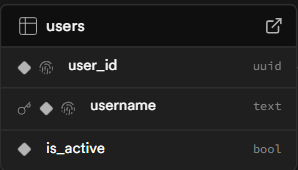 users
user_id uuid
username text
is_active bool